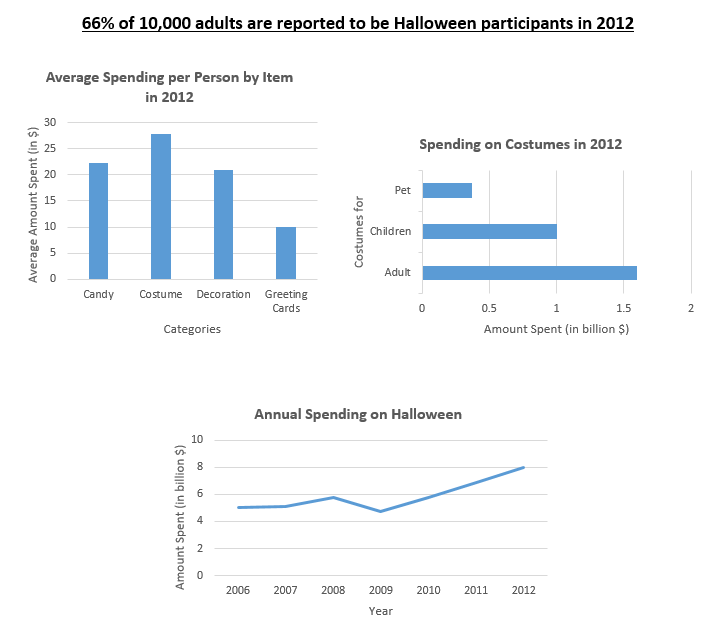 66% of 10,000 adults are reported to be Halloween participants in 2012
Average Spending per Person by Item
in 2012
Average Amount Spent (in $)
30
25
20
15
10
5
0
Candy Costume Decoration Greeting
Cards
Categories
Spending on Costumes in 2012
Costumes for
Pet
Children
Adult
0 0.5 1 1.5 2
Amount Spent (in billion $)
Annual Spending on Halloween
Amount Spent (in billion $)
10
8
6
4
2
0
2006 2007 2008 2009 2010 2011 2012
Year